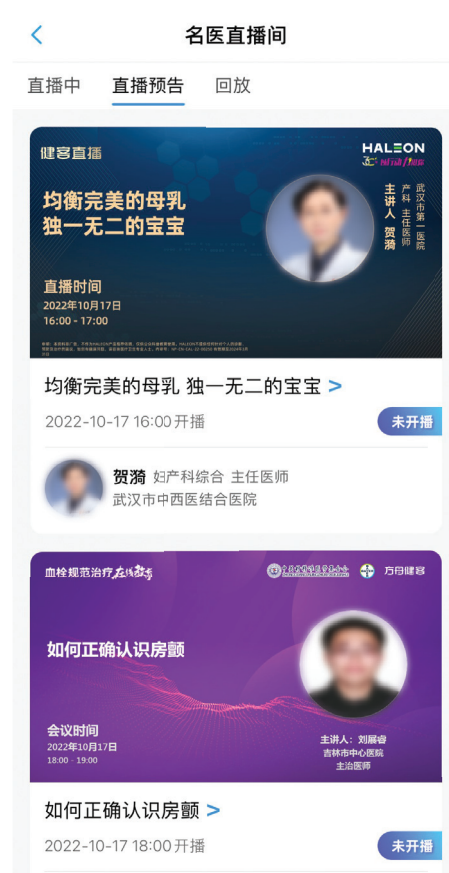 名医直播间
直播中 直播预告 回放
健客直播
HALEON
均衡完美的母乳
独一无二的宝宝
主讲人 贺漪
产科 主任医师
武汉市第一医院
直播时间
2022年10月17日
16:00 - 17:00
均衡完美的母乳 独一无二的宝宝 >
2022-10-17 16:00 开播
未开播
贺漪 妇产科综合 主任医师
武汉市中西医结合医院
血栓规范治疗
方舟健客
如何正确认识房颤
会议时间
2022年10月17日
18:00 - 19:00
主讲人：刘展睿
吉林市中心医院
主治医师
如何正确认识房颤 >
2022-10-17 18:00 开播
未开播